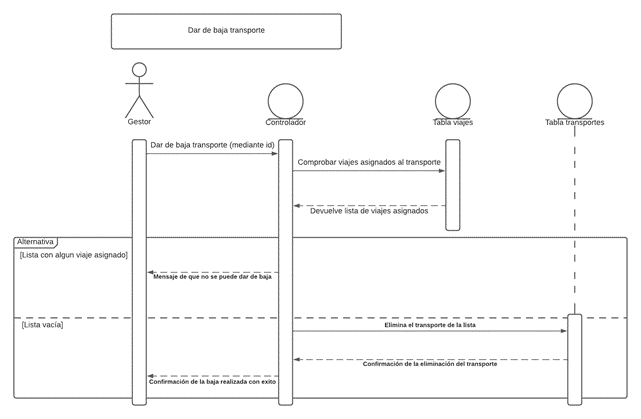 Dar de baja transporte
Gestor
Controlador
Tabla viajes
Tabla transportes
Dar de baja transporte (mediante id)
Comprobar viajes asignados al transporte
Devuelve lista de viajes asignados
Alternativa
[Lista con algun viaje asignado]
Mensaje de que no se puede dar de baja
[Lista vacía]
Elimina el transporte de la lista
Confirmación de la eliminación del transporte
Confirmación de la baja realizada con exito